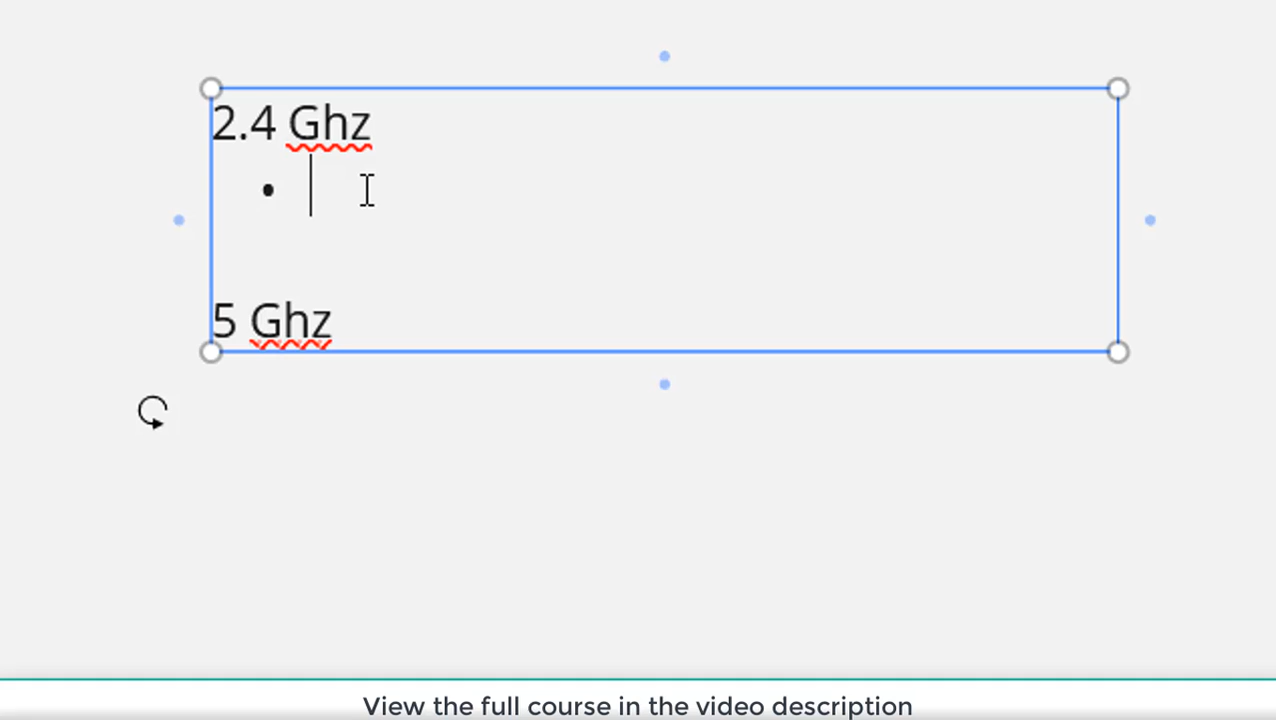 2.4 Ghz
•
5 Ghz
View the full course in the video description